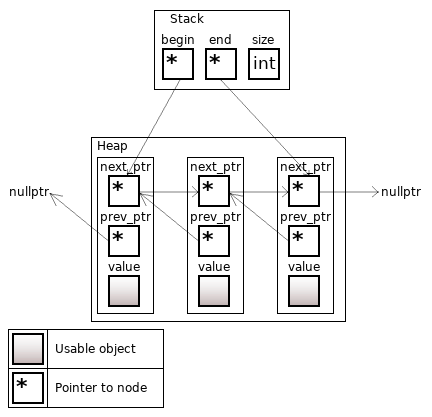 Stack
begin end size
* * int
Heap
next_ptr next_ptr next_ptr
nullptr * * * nullptr
prev_ptr prev_ptr prev_ptr
* * *
value value value
Usable object
* Pointer to node